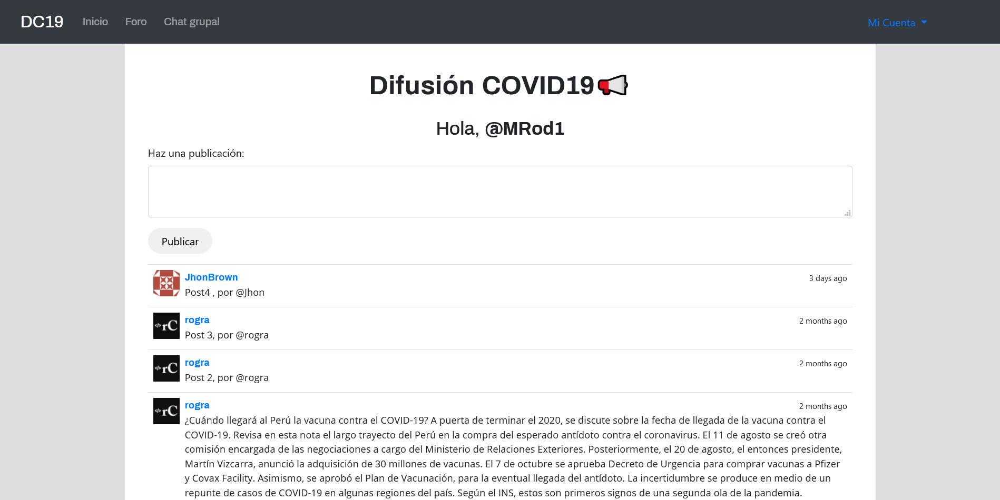 DC19 Inicio Foro Chat grupal Mi Cuenta
Difusión COVID19
Hola, @MRod1
Haz una publicación:
Publicar
JhonBrown 3 days ago
Post4 , por @Jhon
</> rC rogra 2 months ago
Post 3, por @rogra
</> rC rogra 2 months ago
Post 2, por @rogra
</> rC rogra 2 months ago
¿Cuándo llegará al Perú la vacuna contra el COVID-19? A puerta de terminar el 2020, se discute sobre la fecha de llegada de la vacuna contra el
COVID-19. Revisa en esta nota el largo trayecto del Perú en la compra del esperado antídoto contra el coronavirus. El 11 de agosto se creó otra
comisión encargada de las negociaciones a cargo del Ministerio de Relaciones Exteriores. Posteriormente, el 20 de agosto, el entonces presidente,
Martín Vizcarra, anunció la adquisición de 30 millones de vacunas. El 7 de octubre se aprueba Decreto de Urgencia para comprar vacunas a Pfizer
y Covax Facility. Asimismo, se aprobó el Plan de Vacunación, para la eventual llegada del antídoto. La incertidumbre se produce en medio de un
repunte de casos de COVID-19 en algunas regiones del país. Según el INS, estos son primeros signos de una segunda ola de la pandemia.